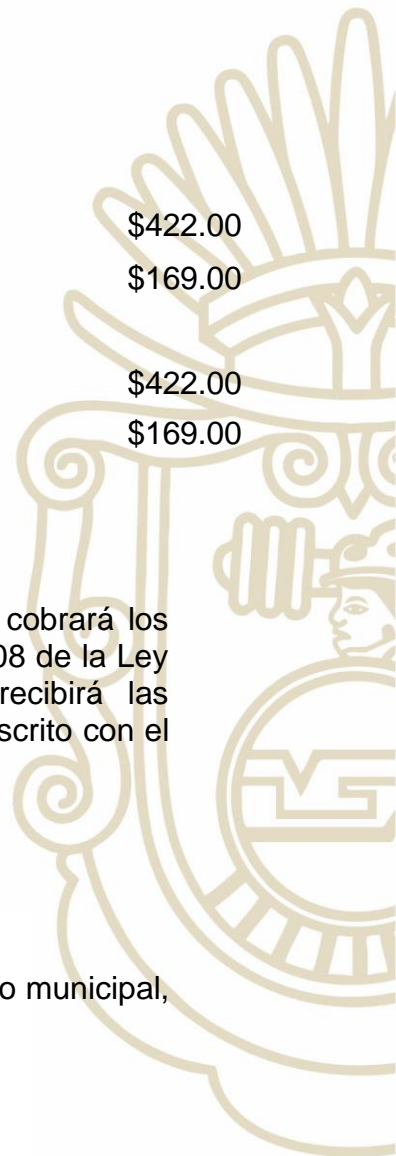 $422.00
$169.00
$422.00
$169.00
cobrará los
08 de la Ley
recibirá las
scrito con el
o municipal,